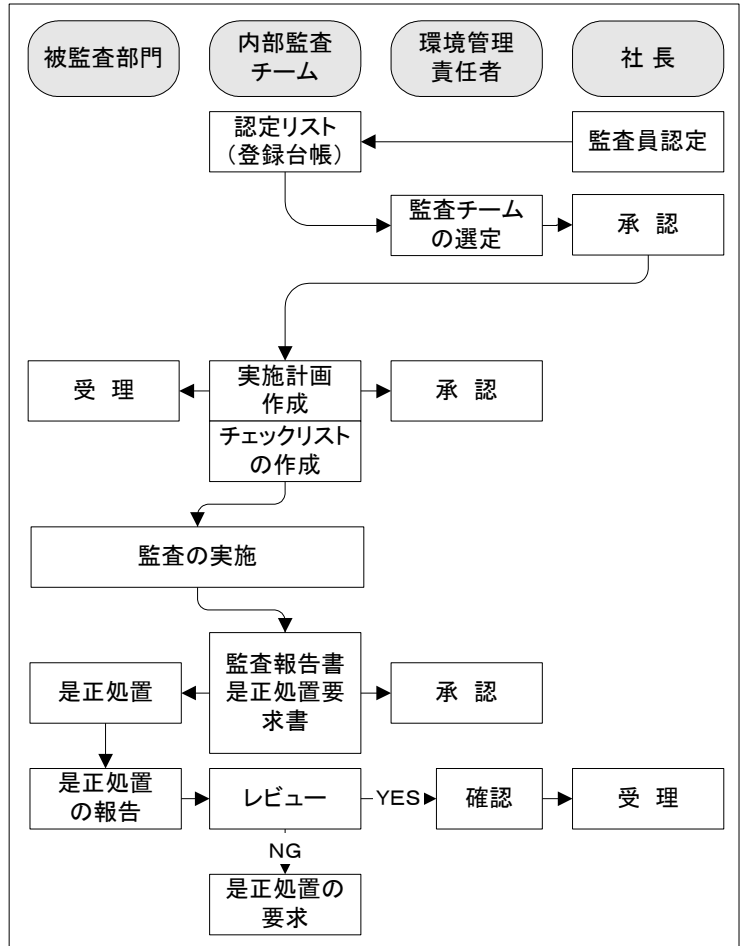 被監査部門
内部監査
チーム
環境管理
責任者
社 長
認定リスト
(登録台帳)
監査員認定
監査チーム
の選定
承 認
受 理
実施計画
作成
承 認
チェックリスト
の作成
監査の実施
監査報告書
是正処置要
求書
是正処置
承 認
是正処置
の報告
レビュー
YES
確認
受 理
NG
是正処置の
要求